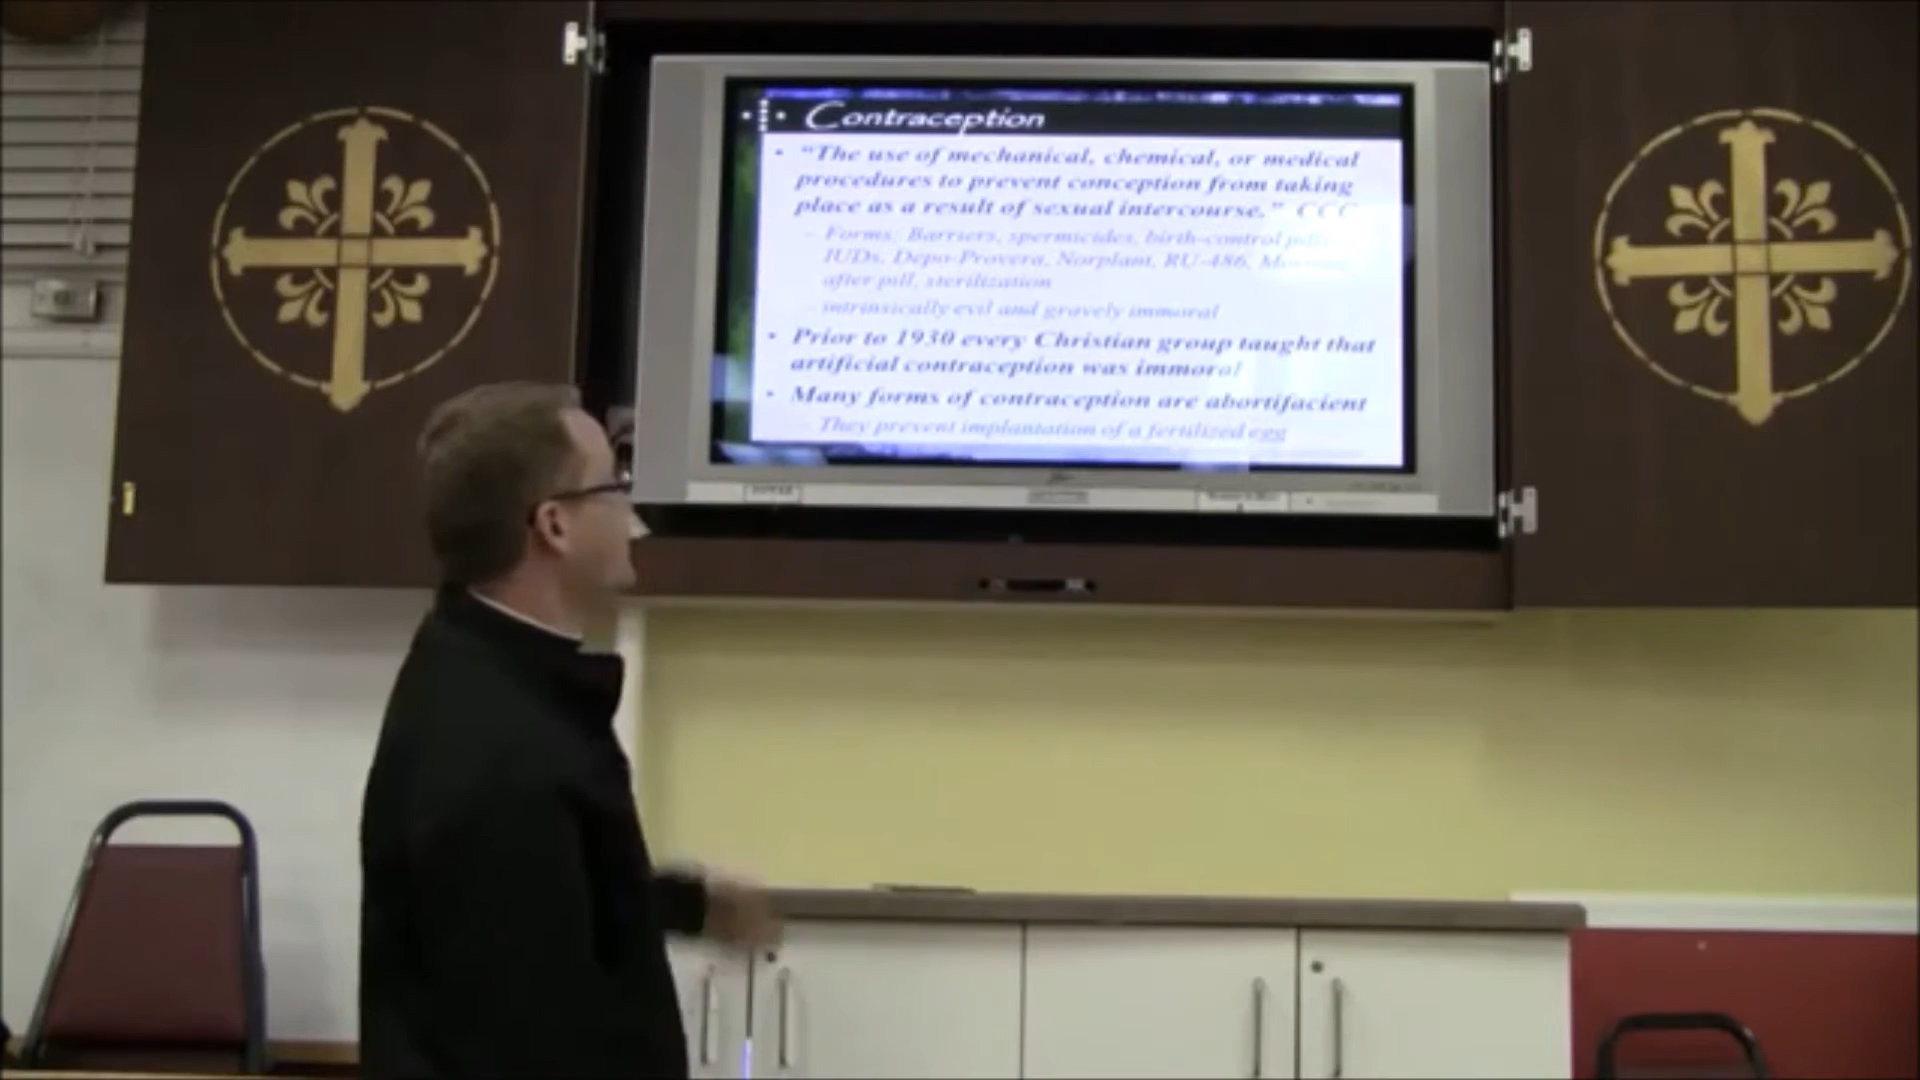 Contraception
• "The use of mechanical, chemical, or medical
procedures to prevent conception from taking
place as a result of sexual intercourse." CCC
– Forms: Barriers, spermicides, birth-control
IUDs, Depo-Provera, Norplant, RU-486,
after pill, sterilization
– intrinsically evil and gravely immoral
• Prior to 1930 every Christian group taught that
artificial contraception was immoral
• Many forms of contraception are abortifacient
– They prevent implantation of a fertilized egg